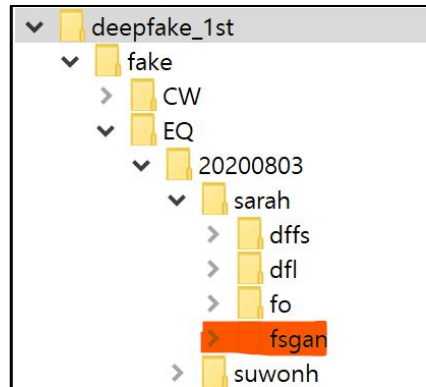 deepfake_1st
fake
CW
EQ
20200803
sarah
dffs
dfl
fo
fsgan
suwonh